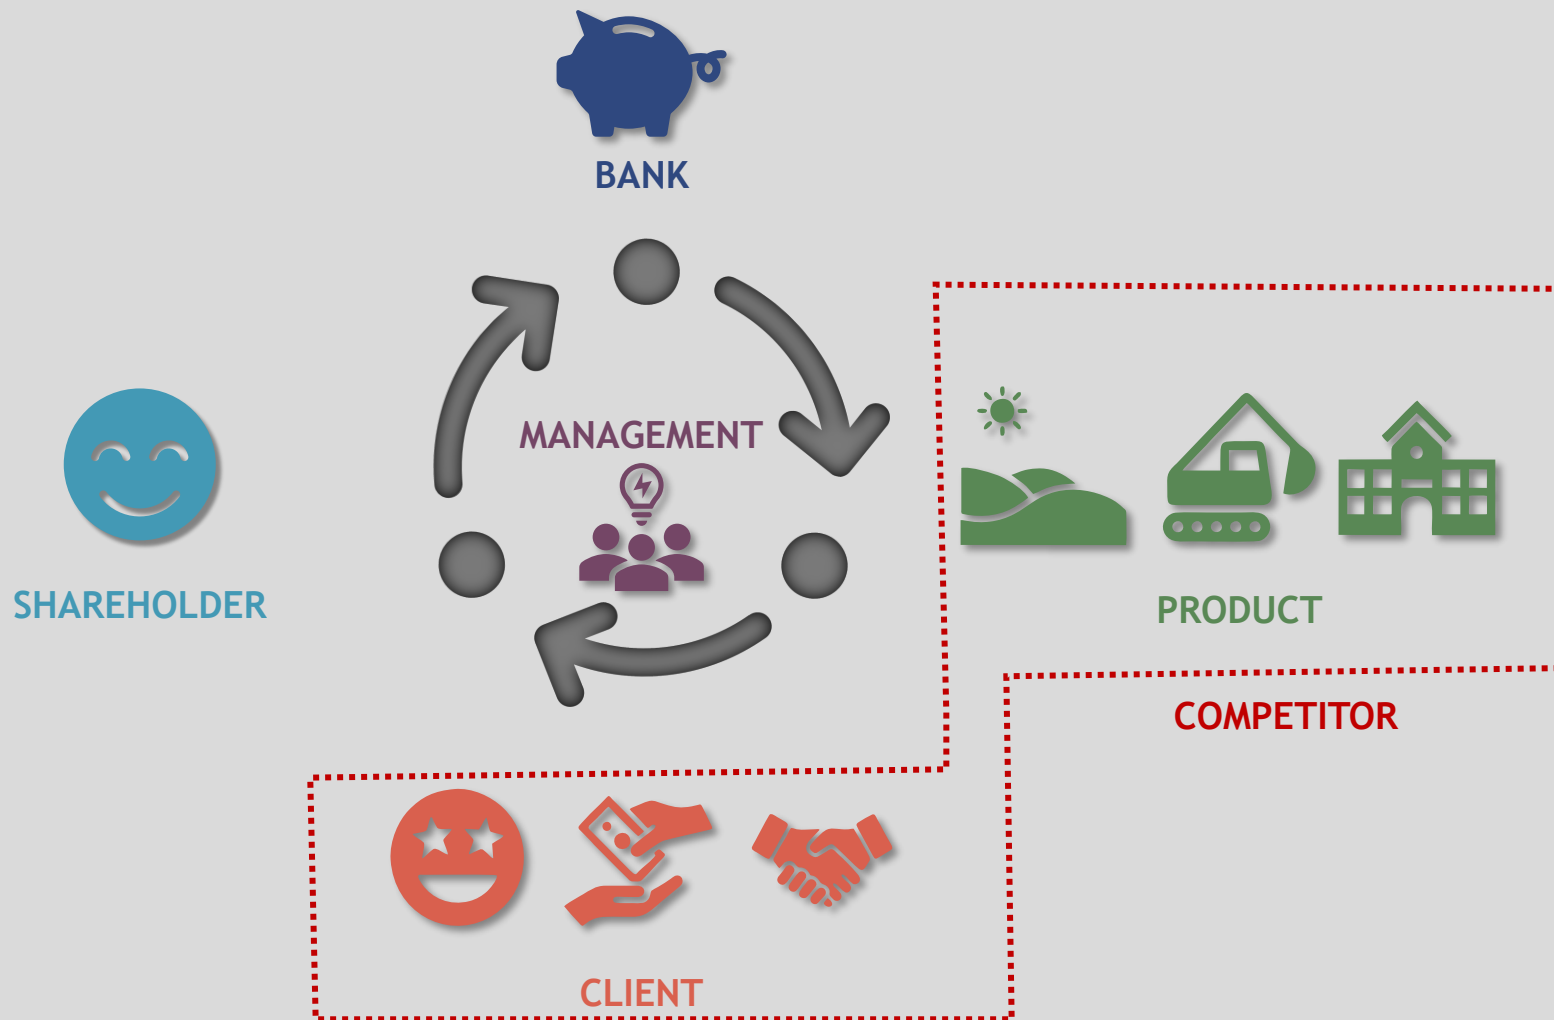 BANK
MANAGEMENT
SHAREHOLDER
PRODUCT
COMPETITOR
CLIENT